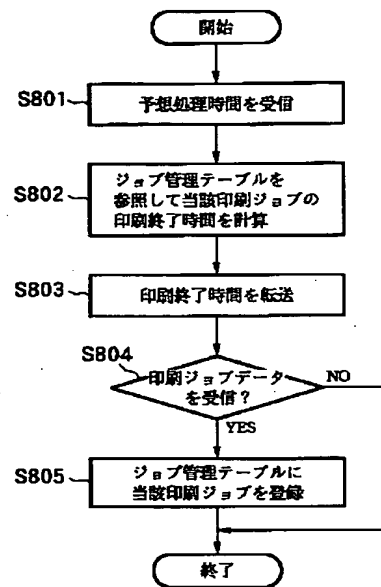 開始
S801
予想処理時間を受信
S802
ジョブ管理テーブルを
参照して当該印刷ジョブの
印刷終了時間を計算
S803
印刷終了時間を転送
S804
印刷ジョブデータ
を受信？
NO
YES
S805
ジョブ管理テーブルに
当該印刷ジョブを登録
終了